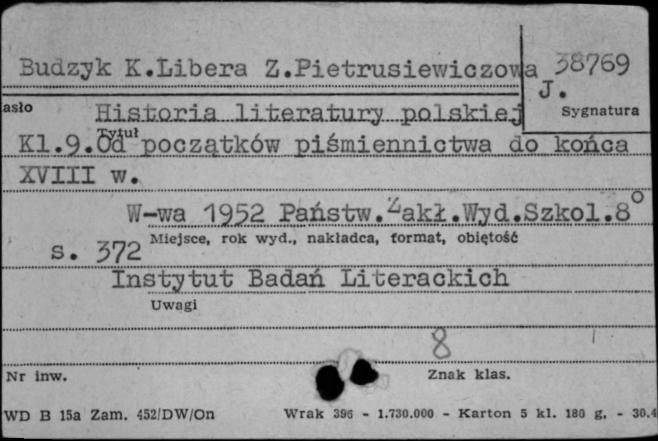 Budzyk K.Libera Z.Pietrusiewiczowa 38769
J.
asło Historia literatury polskiej Sygnatura
Tytuł
Kl.9.Od początków piśmiennictwa do końca
XVIII w.
W-wa 1952 Państw.Zakł.Wyd.Szkol.8°
s. 372 Miejsce, rok wyd., nakładca, format, objętość
Instytut Badań Literackich
Uwagi
8
Nr inw. Znak klas.
WD B 15a Zam. 452/DW/On Wrak 396 - 1.730.000 - Karton 5 kl. 180 g. - 30.4